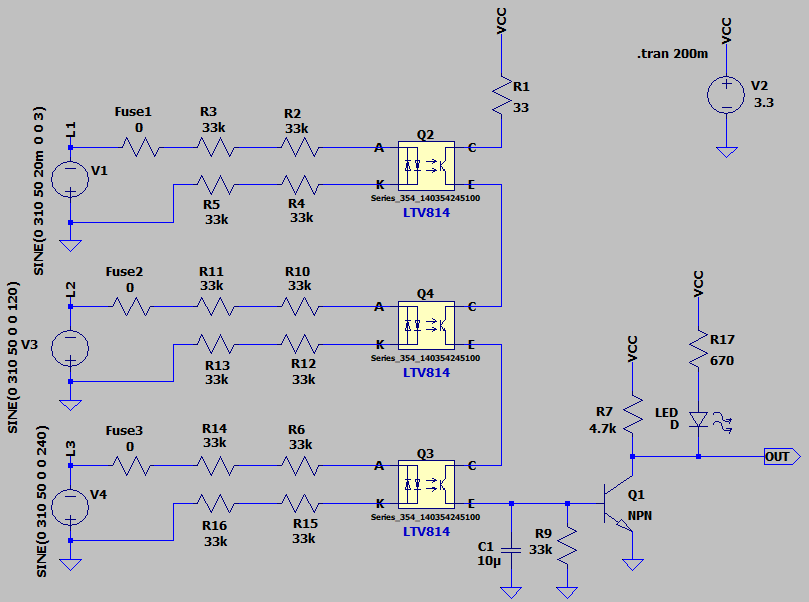 VCC
VCC
.tran 200m
V2
3.3
R1
33
Fuse1
0
R3
33k
R2
33k
Q2
L1
V1
SINE(0 310 50 20m 0 0 3)
A
C
K
E
R5
33k
R4
33k
Series_354_140354245100
LTV814
Fuse2
0
R11
33k
R10
33k
Q4
L2
V3
SINE(0 310 50 0 0 120)
A
C
K
E
R13
33k
R12
33k
Series_354_140354245100
LTV814
VCC
VCC
R17
670
R7
4.7k
LED
D
OUT
Fuse3
0
R14
33k
R6
33k
Q3
L3
V4
SINE(0 310 50 0 0 240)
A
C
K
E
R16
33k
R15
33k
Series_354_140354245100
LTV814
Q1
NPN
C1
10µ
R9
33k